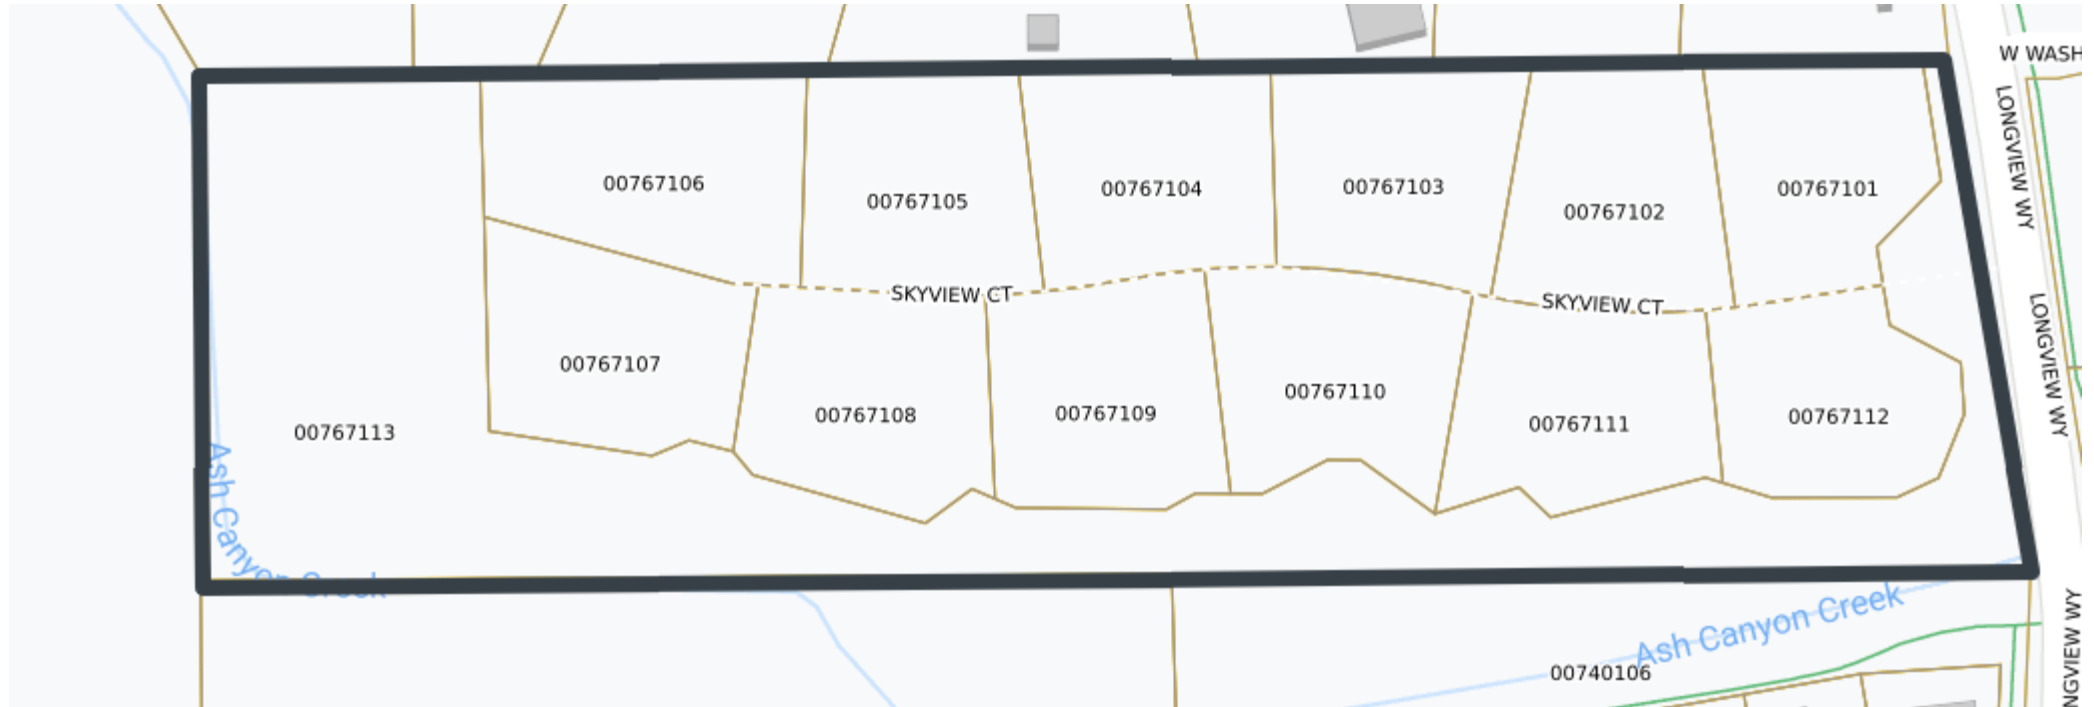 W WASH
LONGVIEW WY
00767106
00767105
00767104
00767103
00767102
00767101
SKYVIEW CT
SKYVIEW CT
LONGVIEW WY
00767107
00767108
00767109
00767110
00767111
00767112
00767113
Ash Canyon Creek
Ash Canyon Creek
00740106
NGVIEW WY